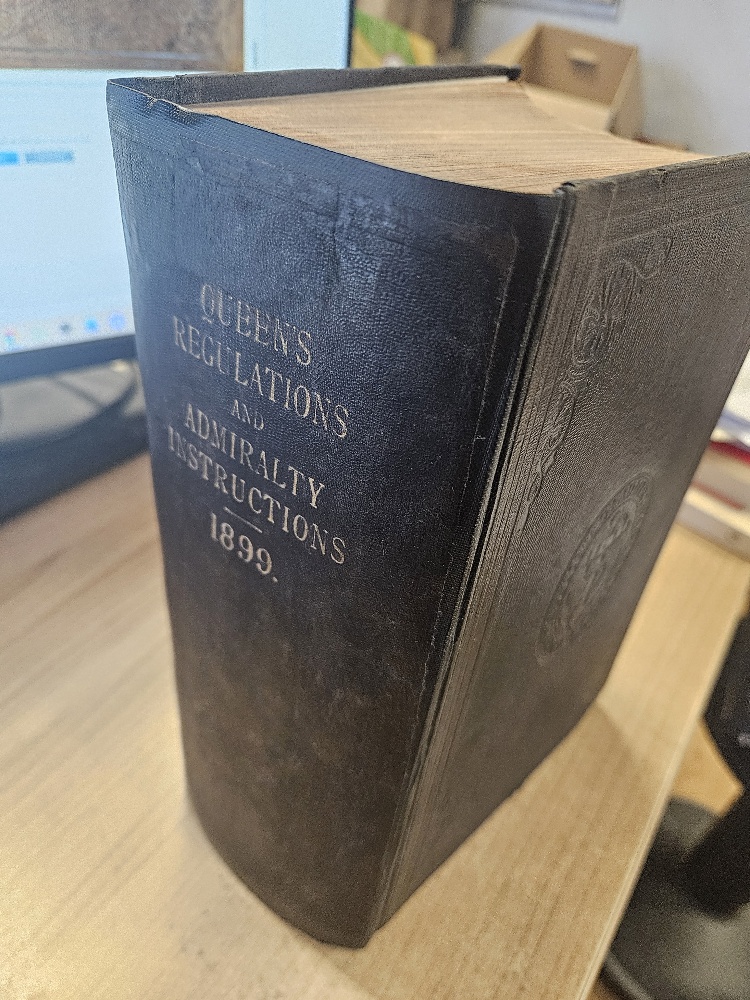 QUEEN'S
REGULATIONS
AND
ADMIRALTY
INSTRUCTIONS
1899.